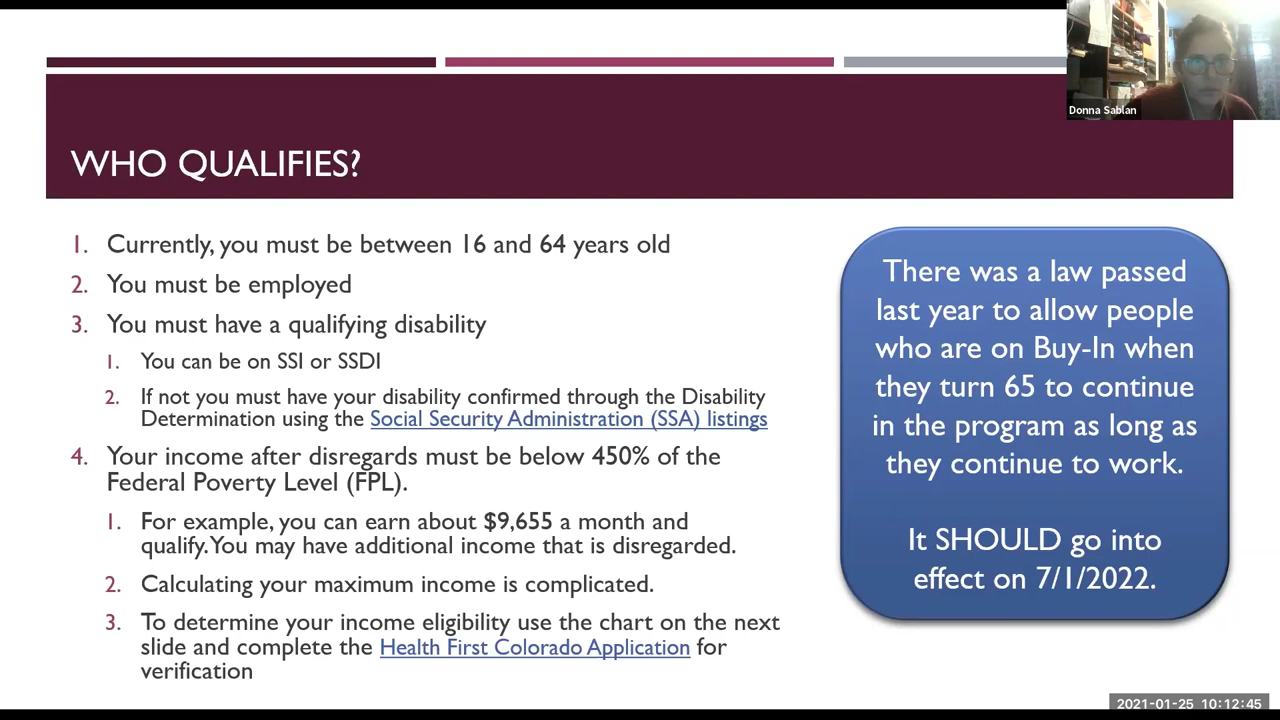 Donna Sablan
WHO QUALIFIES?
1. Currently, you must be between 16 and 64 years old
2. You must be employed
3. You must have a qualifying disability
1. You can be on SSI or SSDI
2. If not you must have your disability confirmed through the Disability
Determination using the Social Security Administration (SSA) listings
4. Your income after disregards must be below 450% of the
Federal Poverty Level (FPL).
1. For example, you can earn about $9,655 a month and
qualify. You may have additional income that is disregarded.
2. Calculating your maximum income is complicated.
3. To determine your income eligibility use the chart on the next
slide and complete the Health First Colorado Application for
verification
There was a law passed
last year to allow people
who are on Buy-In when
they turn 65 to continue
in the program as long as
they continue to work.
It SHOULD go into
effect on 7/1/2022.
2021-01-25 10:12:45